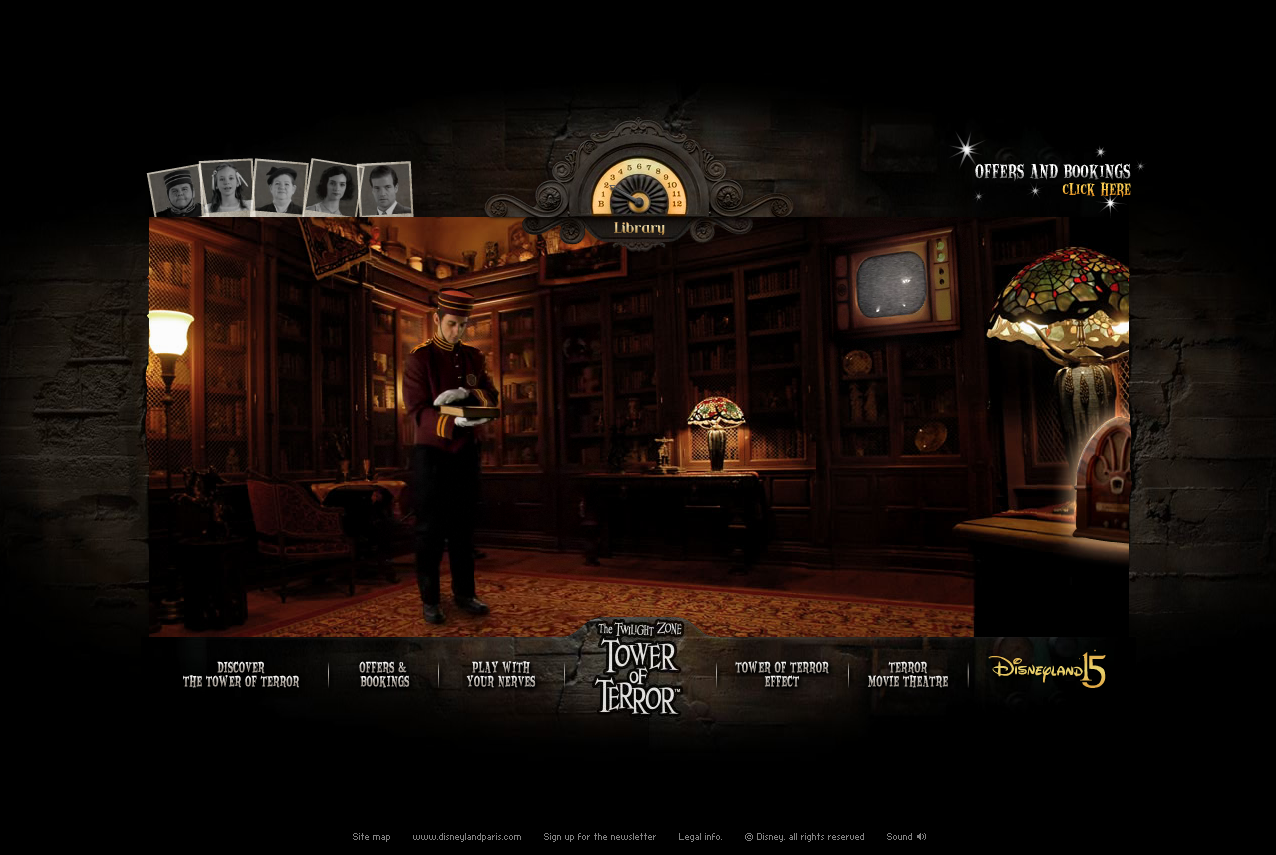 OFFERS AND BOOKINGS
CLICK HERE
B 1 2 3 4 5 6 7 8 9 10 11 12
Library
The TWILIGHT ZONE
TOWER
OF
TERROR™
DISCOVER
THE TOWER OF TERROR
OFFERS &
BOOKINGS
PLAY WITH
YOUR NERVES
TOWER OF TERROR
EFFECT
TERROR
MOVIE THEATRE
DISNEYLAND 15
Site map
www.disneylandparis.com
Sign up for the newsletter
Legal info.
© Disney, all rights reserved
Sound